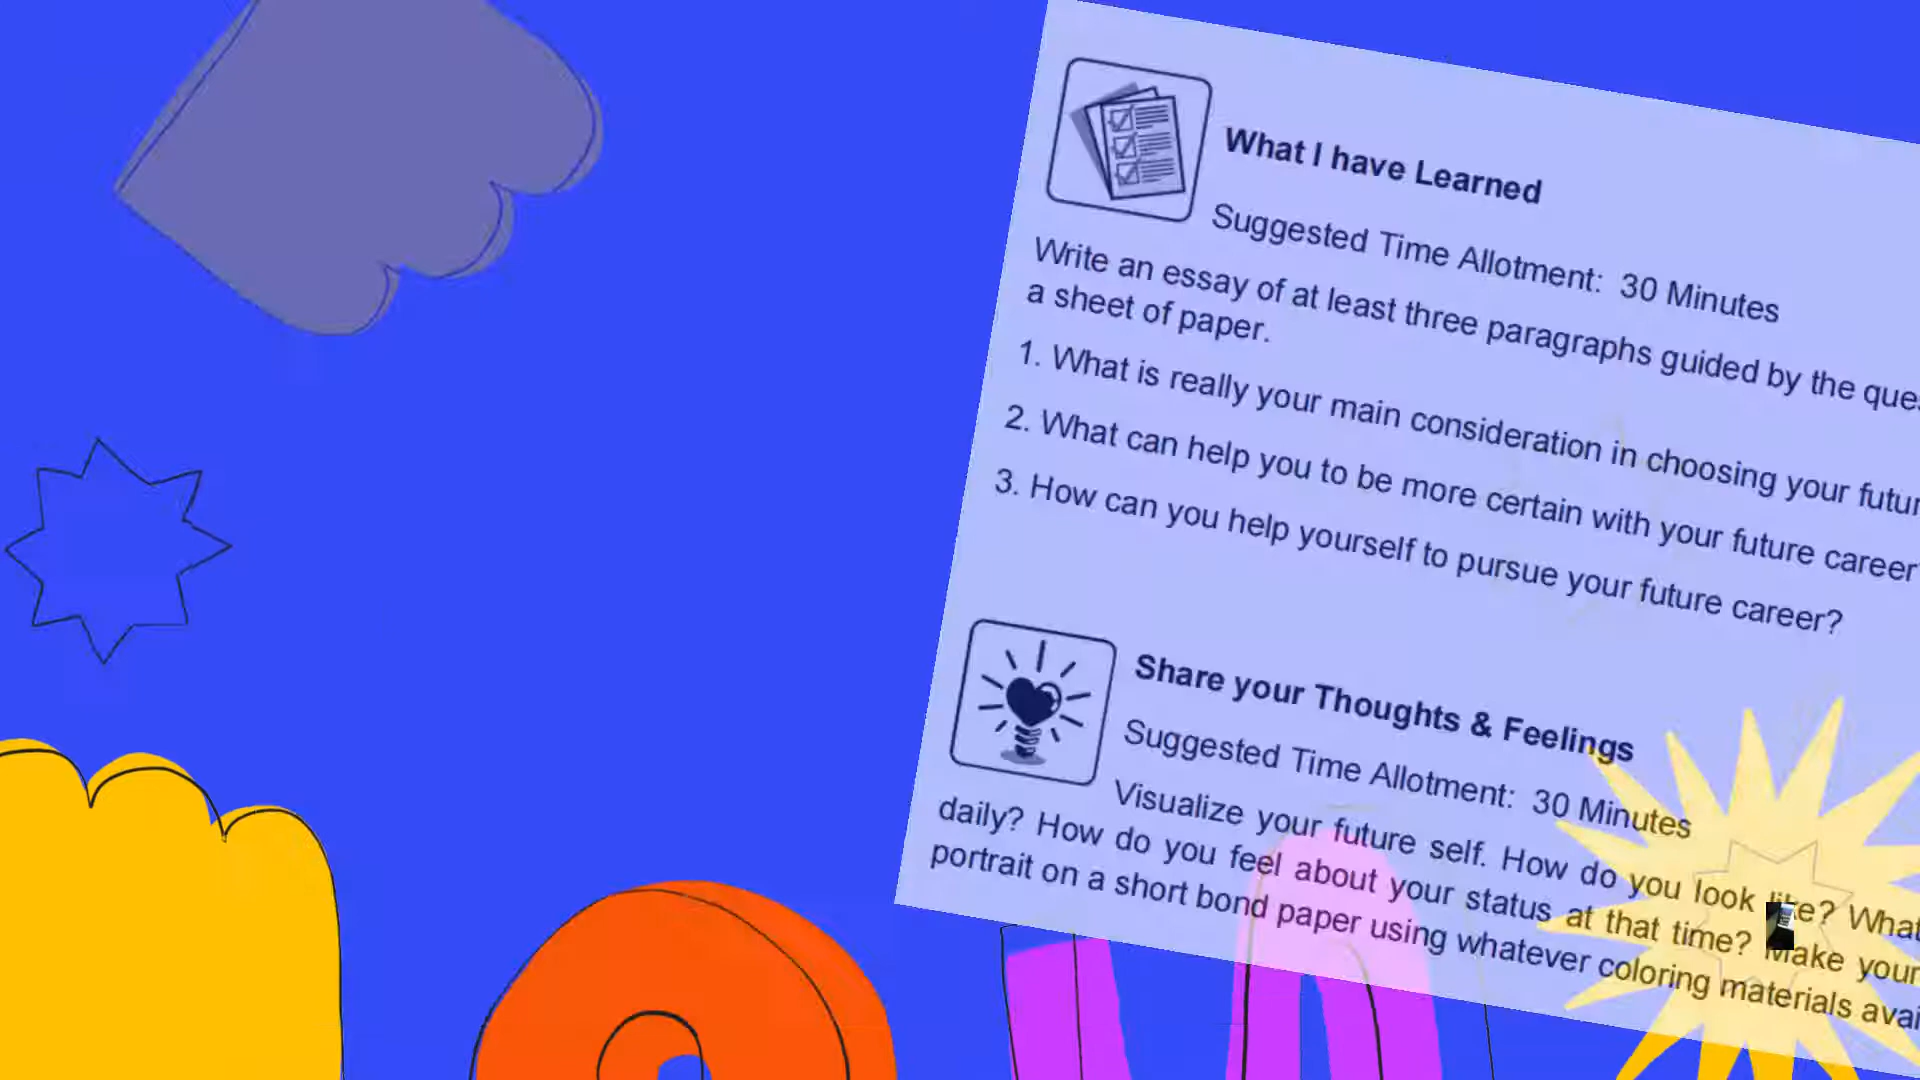 What I have Learned
Suggested Time Allotment: 30 Minutes
Write an essay of at least three paragraphs guided by the
a sheet of paper.
1. What is really your main consideration in choosing your
2. What can help you to be more certain with your future career
3. How can you help yourself to pursue your future career?
Share your Thoughts & Feelings
Suggested Time Allotment: 30 Minutes
Visualize your future self. How do you look like? What
daily? How do you feel about your status at that time? Make your
portrait on a short bond paper using whatever coloring materials